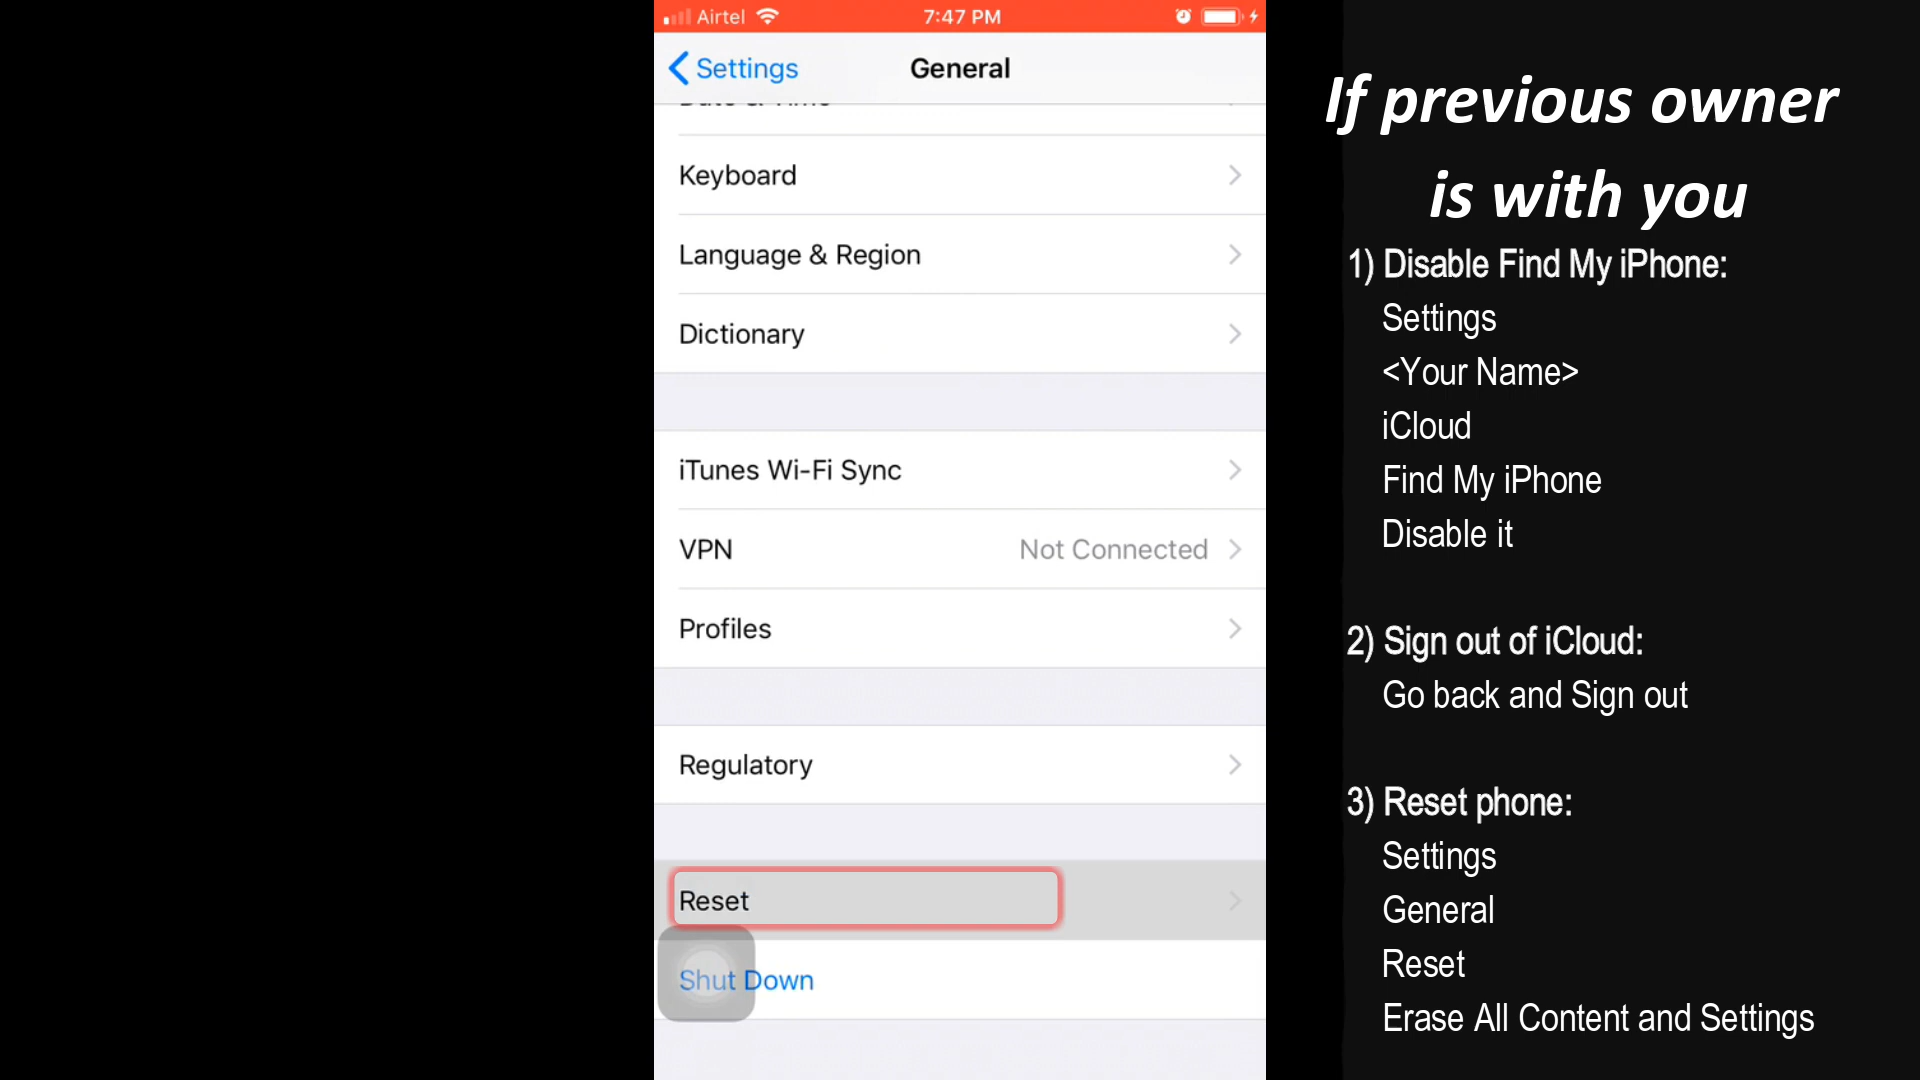 Airtel
7:47 PM
Settings
General
Date & Time
Keyboard
Language & Region
Dictionary
iTunes Wi-Fi Sync
VPN
Not Connected
Profiles
Regulatory
Reset
Shut Down
If previous owner
is with you
1) Disable Find My iPhone:
Settings
<Your Name>
iCloud
Find My iPhone
Disable it
2) Sign out of iCloud:
Go back and Sign out
3) Reset phone:
Settings
General
Reset
Erase All Content and Settings